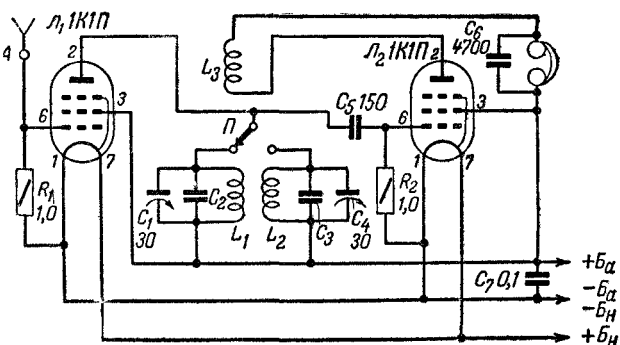 Л₁ 1К1П
4
2
6
3
1
7
R₁
1,0
L₃
П
C₁
30
C₂
L₁
L₂
C₃
C₄
30
C₅ 150
Л₂ 1К1П
2
6
3
1
7
R₂
1,0
C₆
4700
C₇ 0,1
+Бₐ
−Бₐ
−Бн
+Бн